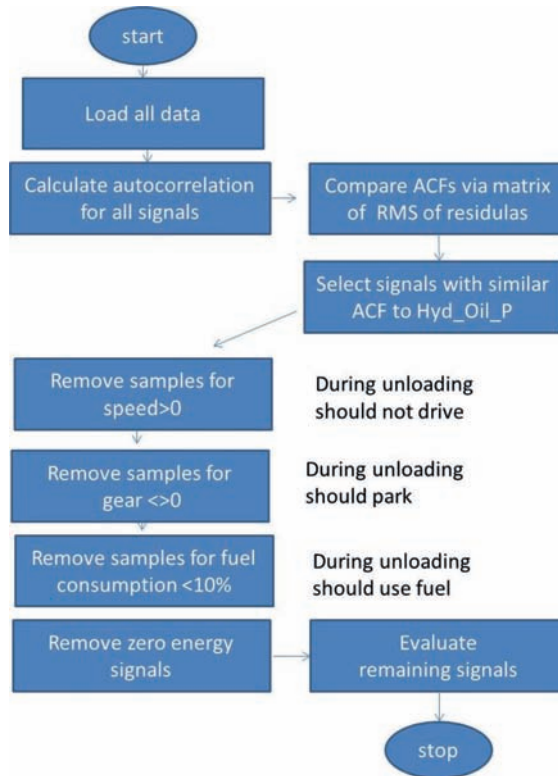 start
Load all data
Calculate autocorrelation
for all signals
Compare ACFs via matrix
of RMS of residulas
Select signals with similar
ACF to Hyd_Oil_P
Remove samples for
speed>0
During unloading
should not drive
Remove samples for
gear <>0
During unloading
should park
Remove samples for fuel
consumption <10%
During unloading
should use fuel
Remove zero energy
signals
Evaluate
remaining signals
stop